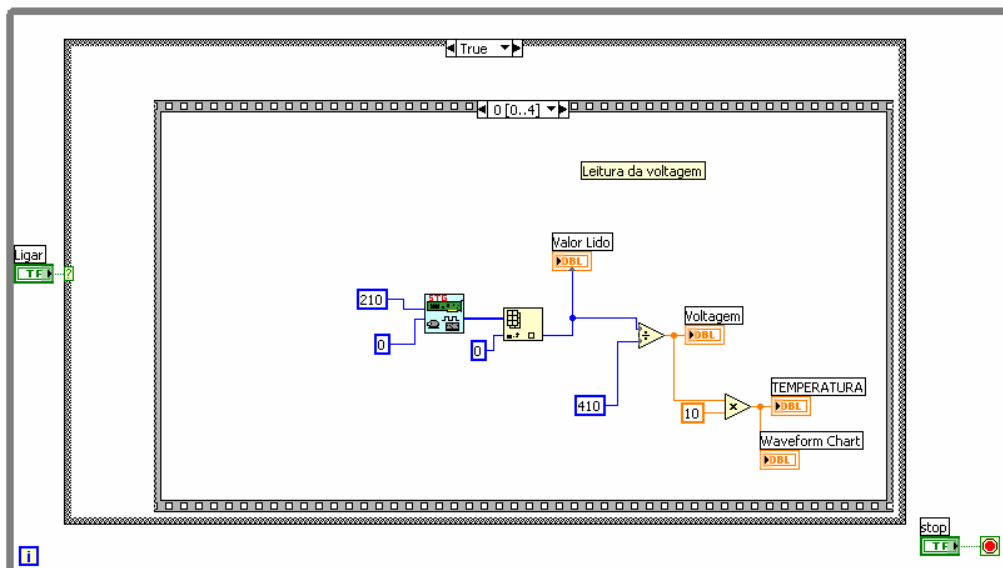 True
0 [0..4]
Leitura da voltagem
Ligar
TF
?
Valor Lido
DBL
210
STG
0
0
Voltagem
DBL
410
TEMPERATURA
DBL
10
Waveform Chart
DBL
stop
TF
i